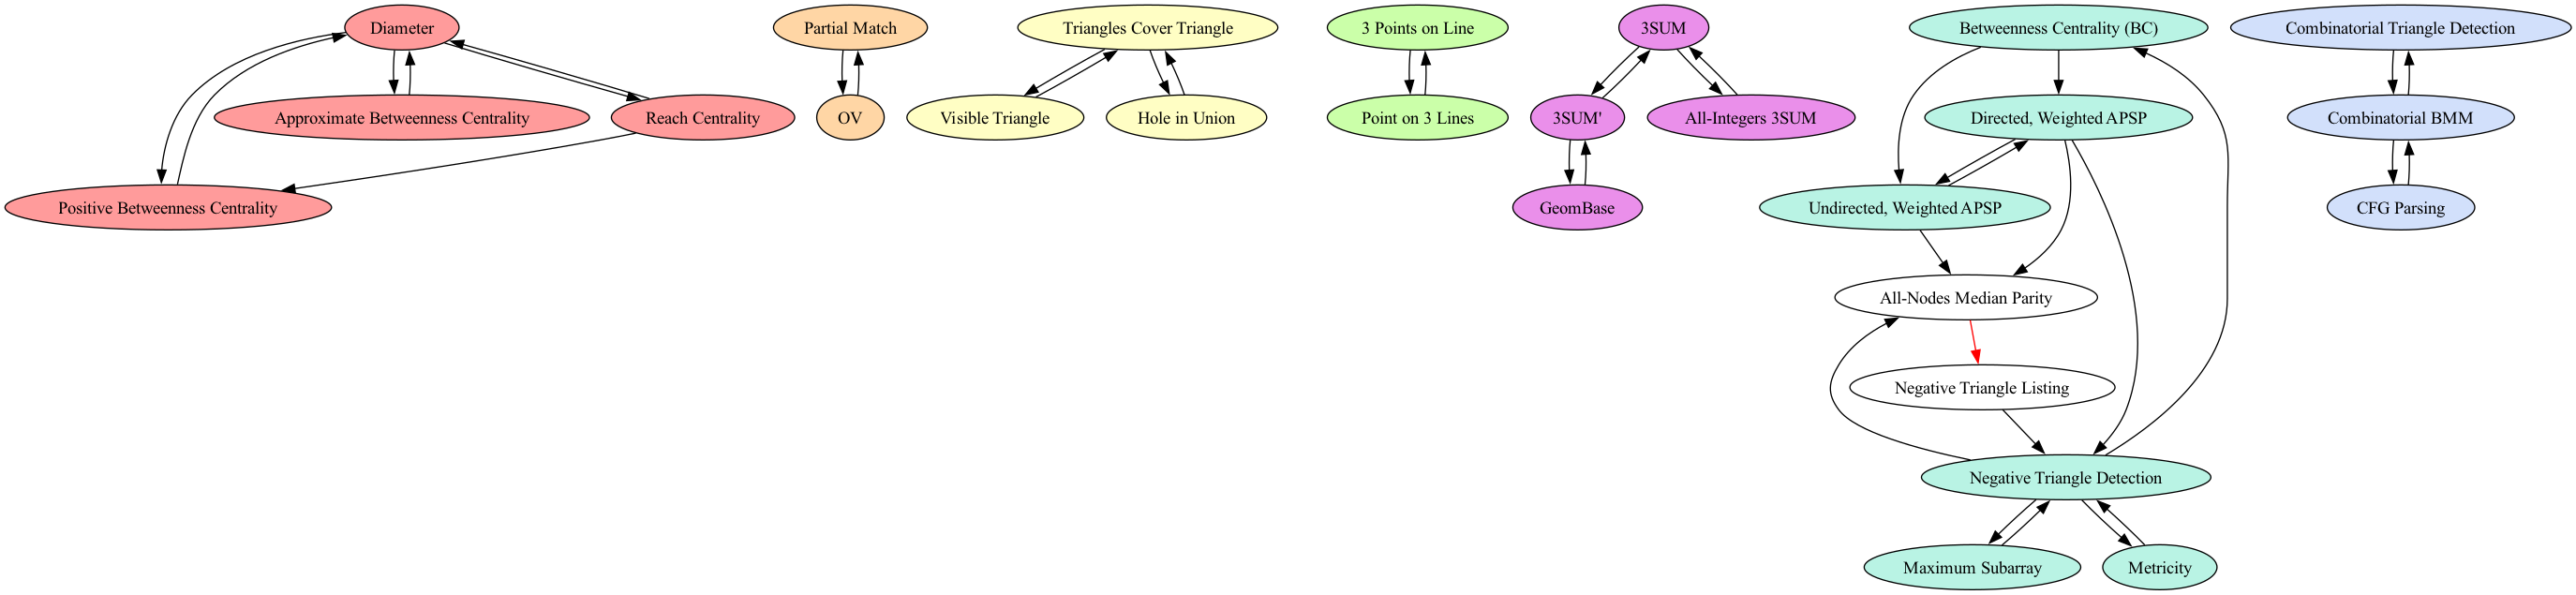 Diameter
Partial Match
Triangles Cover Triangle
3 Points on Line
3SUM
Betweenness Centrality (BC)
Combinatorial Triangle Detection
Approximate Betweenness Centrality
Reach Centrality
OV
Visible Triangle
Hole in Union
Point on 3 Lines
3SUM'
All-Integers 3SUM
Directed, Weighted APSP
Combinatorial BMM
Positive Betweenness Centrality
GeomBase
Undirected, Weighted APSP
CFG Parsing
All-Nodes Median Parity
Negative Triangle Listing
Negative Triangle Detection
Maximum Subarray
Metricity